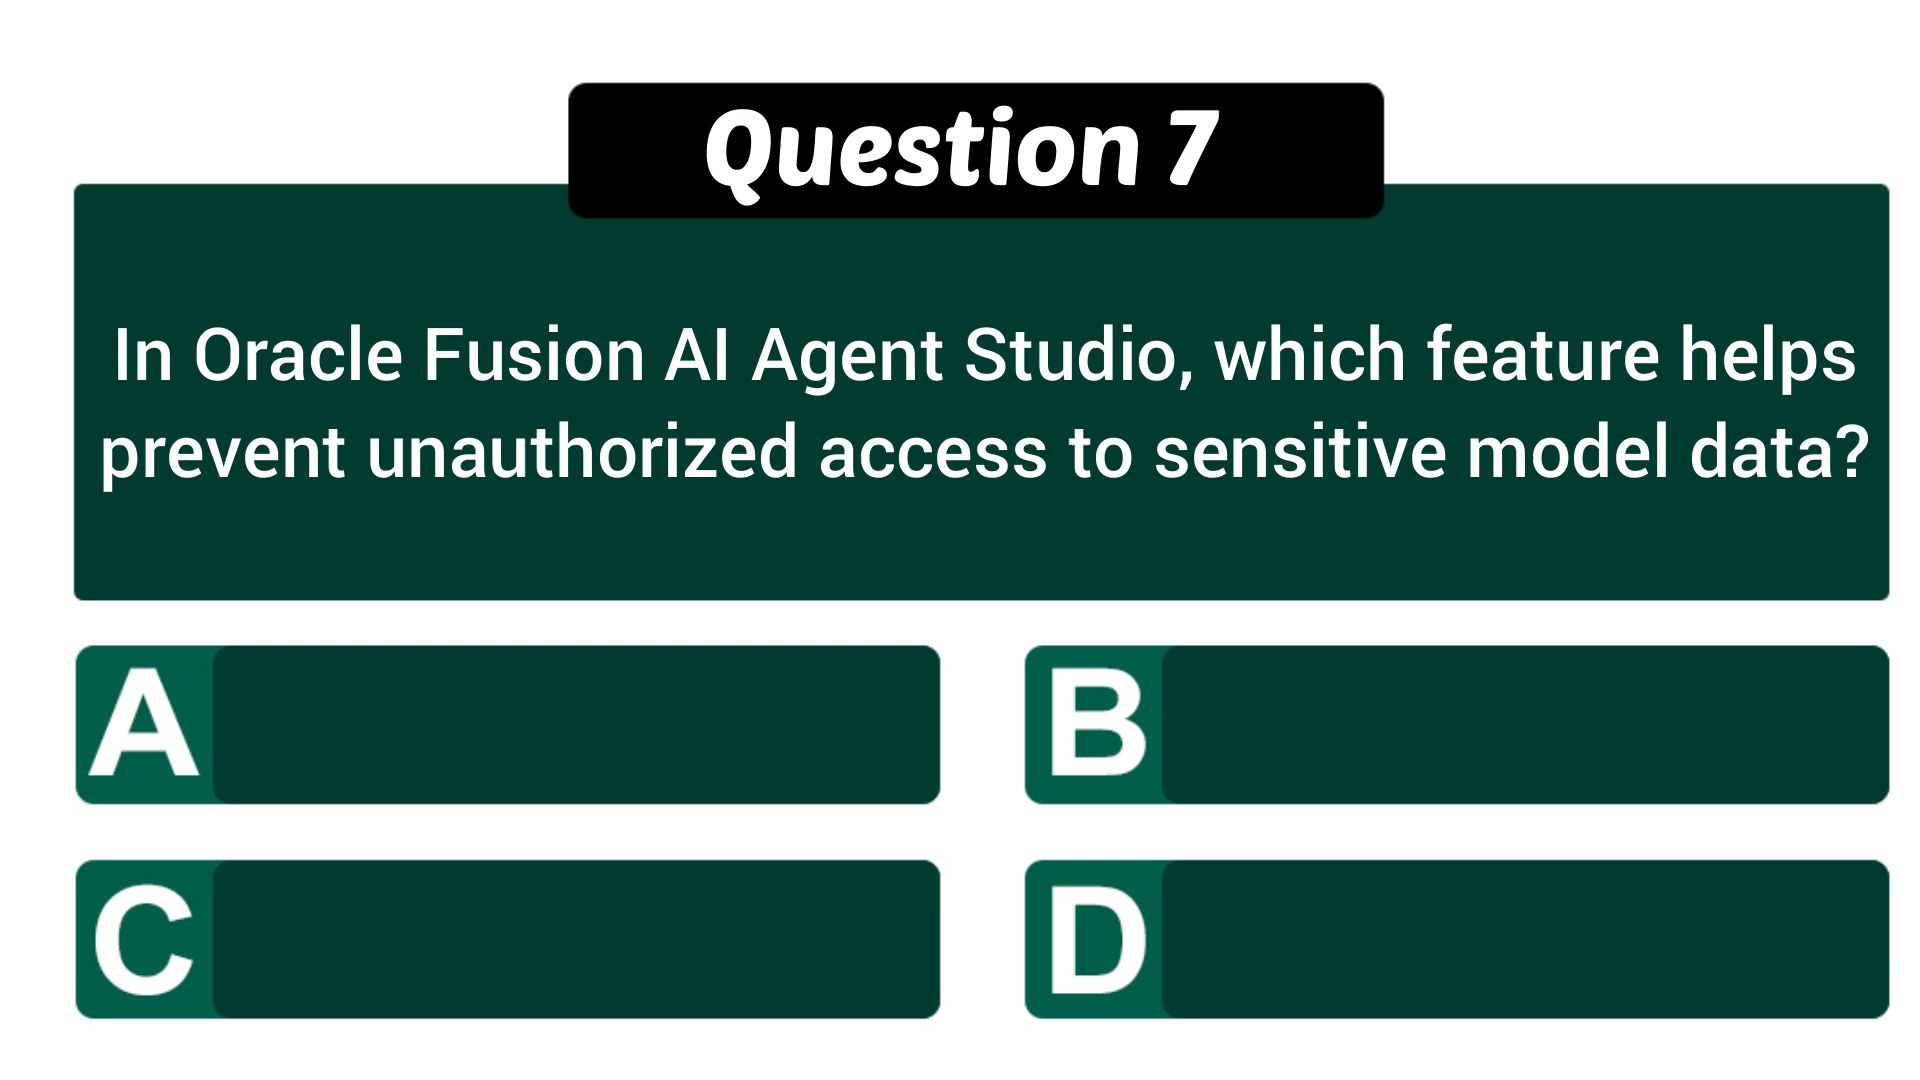 Question 7
In Oracle Fusion AI Agent Studio, which feature helps
prevent unauthorized access to sensitive model data?
A
B
C
D